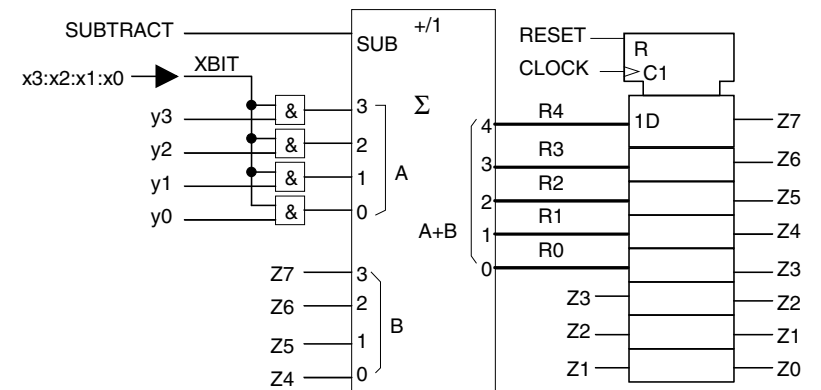 SUBTRACT
SUB
+/1
x3:x2:x1:x0
XBIT
y3
&
3
y2
&
2
y1
&
1
y0
&
0
A
Σ
Z7
3
Z6
2
Z5
1
Z4
0
B
A+B
4
R4
3
R3
2
R2
1
R1
0
R0
RESET
R
CLOCK
C1
1D
Z7
Z6
Z5
Z4
Z3
Z3
Z2
Z2
Z1
Z1
Z0